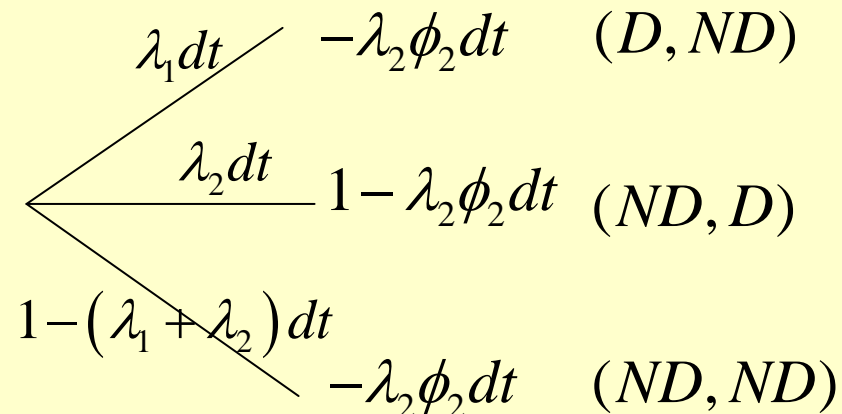 λ₁dt −λ₂ϕ₂dt (D, ND)
λ₂dt 1− λ₂ϕ₂dt (ND, D)
1−(λ₁ + λ₂)dt
−λ₂ϕ₂dt (ND, ND)